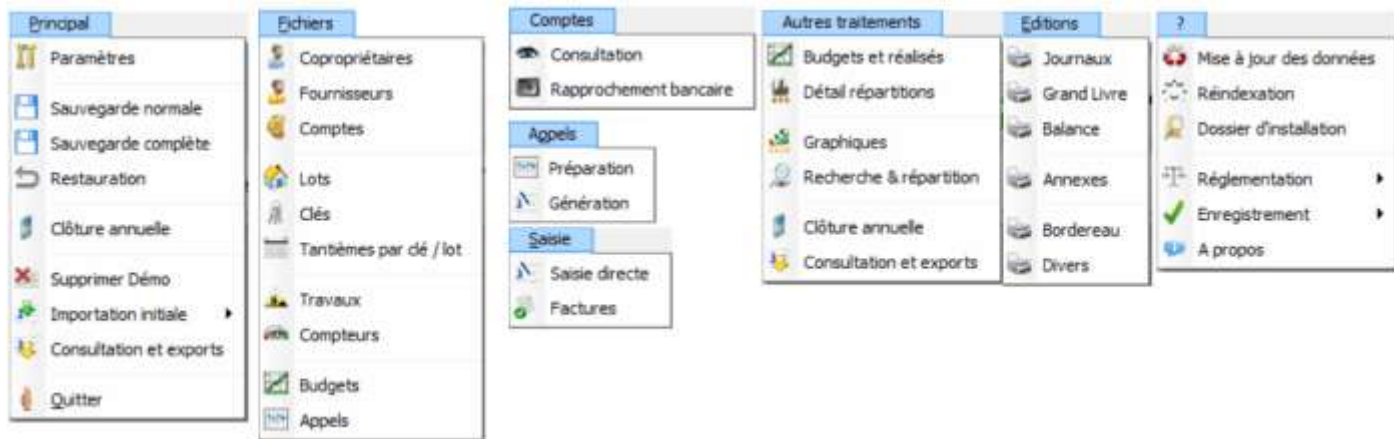 Principal
Paramètres
Sauvegarde normale
Sauvegarde complète
Restauration
Clôture annuelle
Supprimer Démo
Importation initiale
Consultation et exports
Quitter
Fichiers
Copropriétaires
Fournisseurs
Comptes
Lots
Clés
Tantièmes par clé / lot
Travaux
Compteurs
Budgets
Appels
Comptes
Consultation
Rapprochement bancaire
Appels
Préparation
Génération
Saisie
Saisie directe
Factures
Autres traitements
Budgets et réalisés
Détail répartitions
Graphiques
Recherche & répartition
Clôture annuelle
Consultation et exports
Editions
Journaux
Grand Livre
Balance
Annexes
Bordereau
Divers
?
Mise à jour des données
Réindexation
Dossier d'installation
Réglementation
Enregistrement
A propos